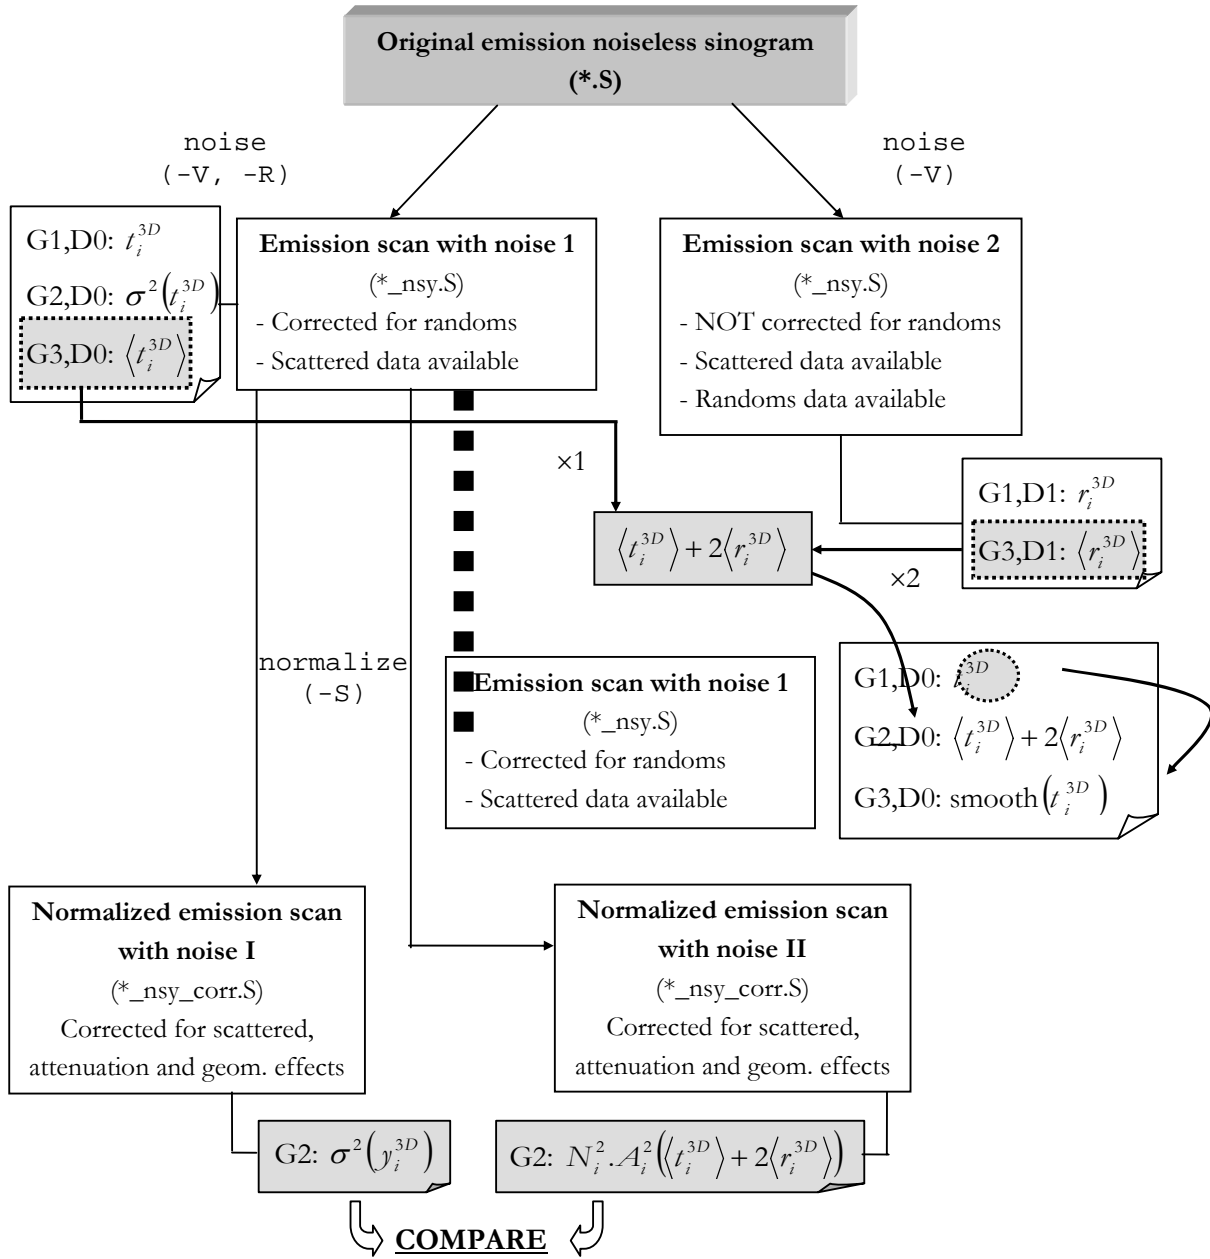 Original emission noiseless sinogram
(*.S)
noise
(-V, -R)
noise
(-V)
G1,D0: t_i^{3D}
G2,D0: σ²(t_i^{3D})
G3,D0: ⟨t_i^{3D}⟩
Emission scan with noise 1
(*_nsy.S)
- Corrected for randoms
- Scattered data available
Emission scan with noise 2
(*_nsy.S)
- NOT corrected for randoms
- Scattered data available
- Randoms data available
×1
⟨t_i^{3D}⟩ + 2⟨r_i^{3D}⟩
×2
G1,D1: r_i^{3D}
G3,D1: ⟨r_i^{3D}⟩
normalize
(-S)
Emission scan with noise 1
(*_nsy.S)
- Corrected for randoms
- Scattered data available
G1,D0: t_i^{3D}
G2,D0: ⟨t_i^{3D}⟩ + 2⟨r_i^{3D}⟩
G3,D0: smooth(t_i^{3D})
Normalized emission scan
with noise I
(*_nsy_corr.S)
Corrected for scattered,
attenuation and geom. effects
Normalized emission scan
with noise II
(*_nsy_corr.S)
Corrected for scattered,
attenuation and geom. effects
G2: σ²(y_i^{3D})
G2: N_i².A_i²(⟨t_i^{3D}⟩ + 2⟨r_i^{3D}⟩)
COMPARE